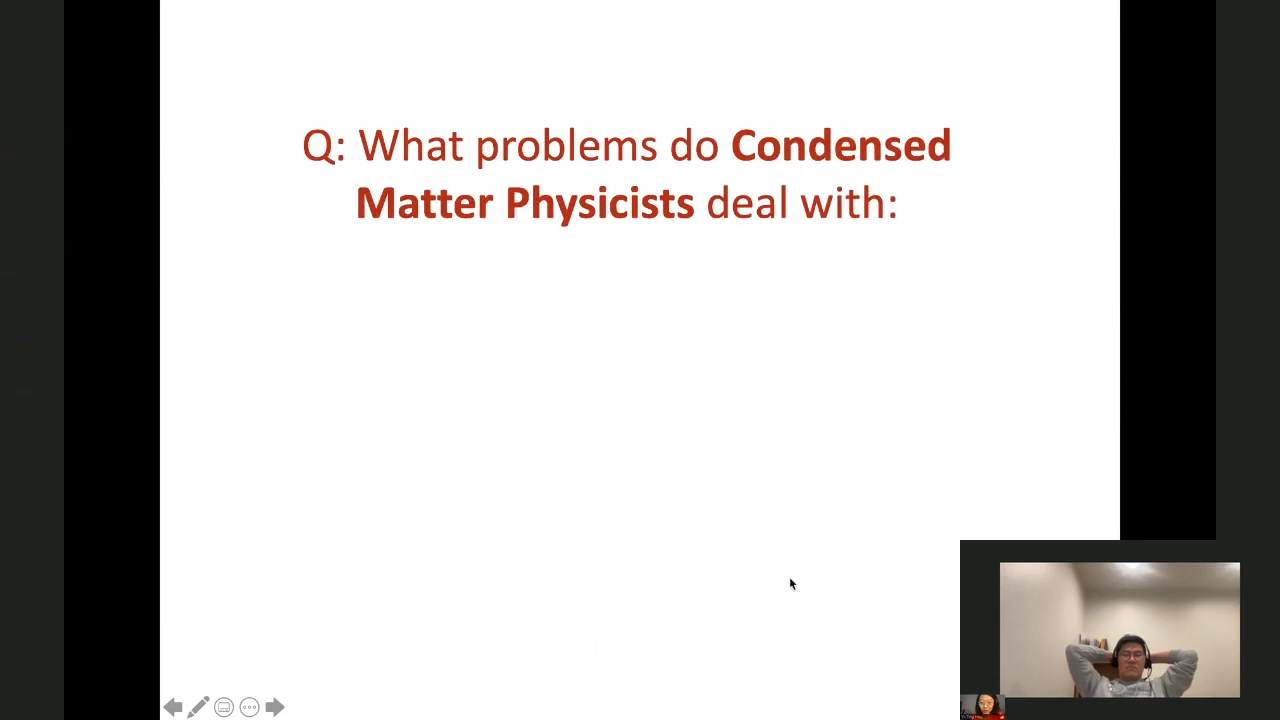 Q: What problems do Condensed
Matter Physicists deal with: